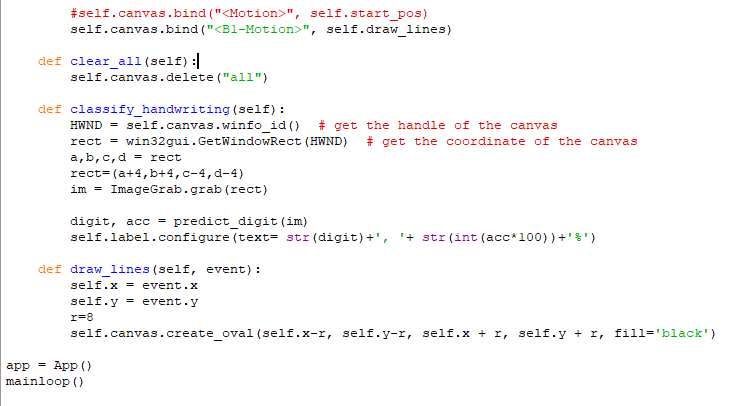 #self.canvas.bind("<Motion>", self.start_pos)
self.canvas.bind("<B1-Motion>", self.draw_lines)
def clear_all(self):
self.canvas.delete("all")
def classify_handwriting(self):
HWND = self.canvas.winfo_id()  # get the handle of the canvas
rect = win32gui.GetWindowRect(HWND)  # get the coordinate of the canvas
a,b,c,d = rect
rect=(a+4,b+4,c-4,d-4)
im = ImageGrab.grab(rect)
digit, acc = predict_digit(im)
self.label.configure(text= str(digit)+', '+ str(int(acc*100))+'%')
def draw_lines(self, event):
self.x = event.x
self.y = event.y
r=8
self.canvas.create_oval(self.x-r, self.y-r, self.x + r, self.y + r, fill='black')
app = App()
mainloop()